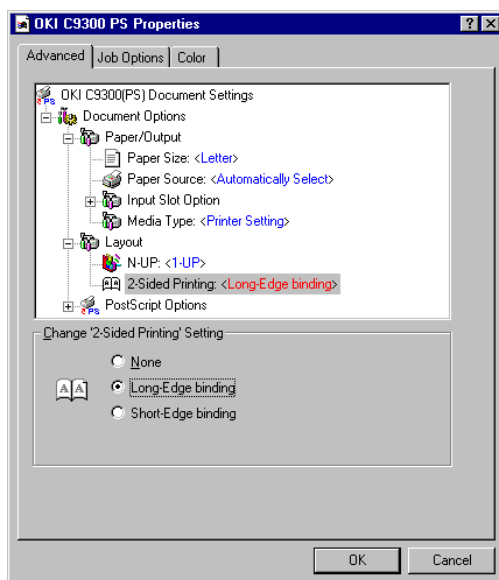 OKI C9300 PS Properties
Advanced Job Options Color
OKI C9300(PS) Document Settings
Document Options
Paper/Output
Paper Size: <Letter>
Paper Source: <Automatically Select>
Input Slot Option
Media Type: <Printer Setting>
Layout
N-UP: <1-UP>
2-Sided Printing: <Long-Edge binding>
PostScript Options
Change '2-Sided Printing' Setting
None
Long-Edge binding
Short-Edge binding
OK Cancel